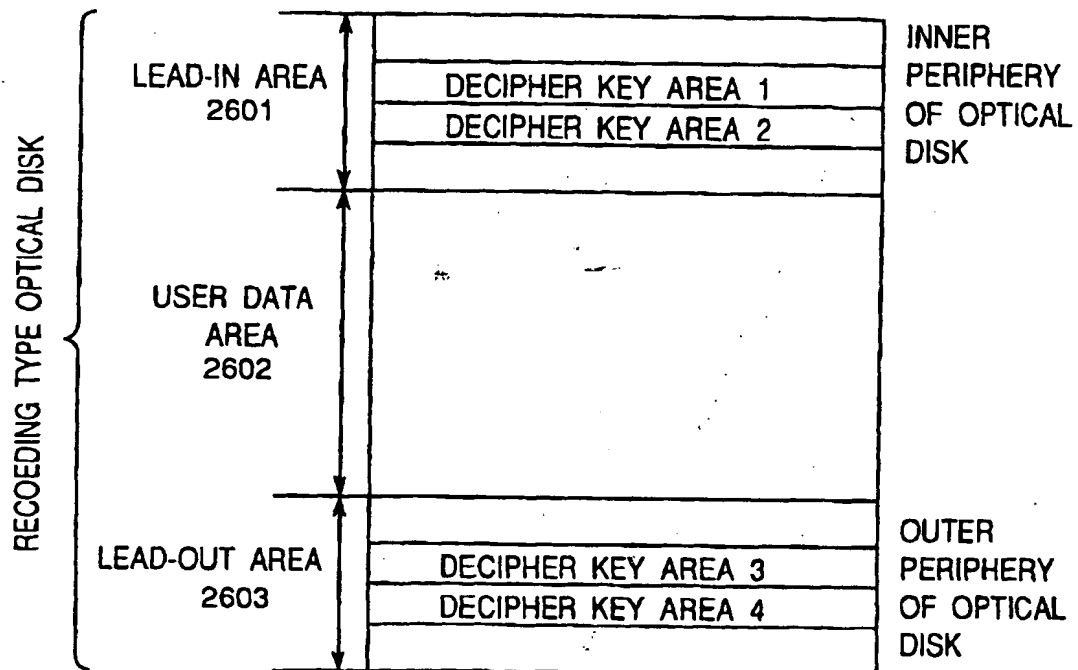 RECOEDING TYPE OPTICAL DISK
LEAD-IN AREA
2601
DECIPHER KEY AREA 1
DECIPHER KEY AREA 2
INNER
PERIPHERY
OF OPTICAL
DISK
USER DATA
AREA
2602
LEAD-OUT AREA
2603
DECIPHER KEY AREA 3
DECIPHER KEY AREA 4
OUTER
PERIPHERY
OF OPTICAL
DISK